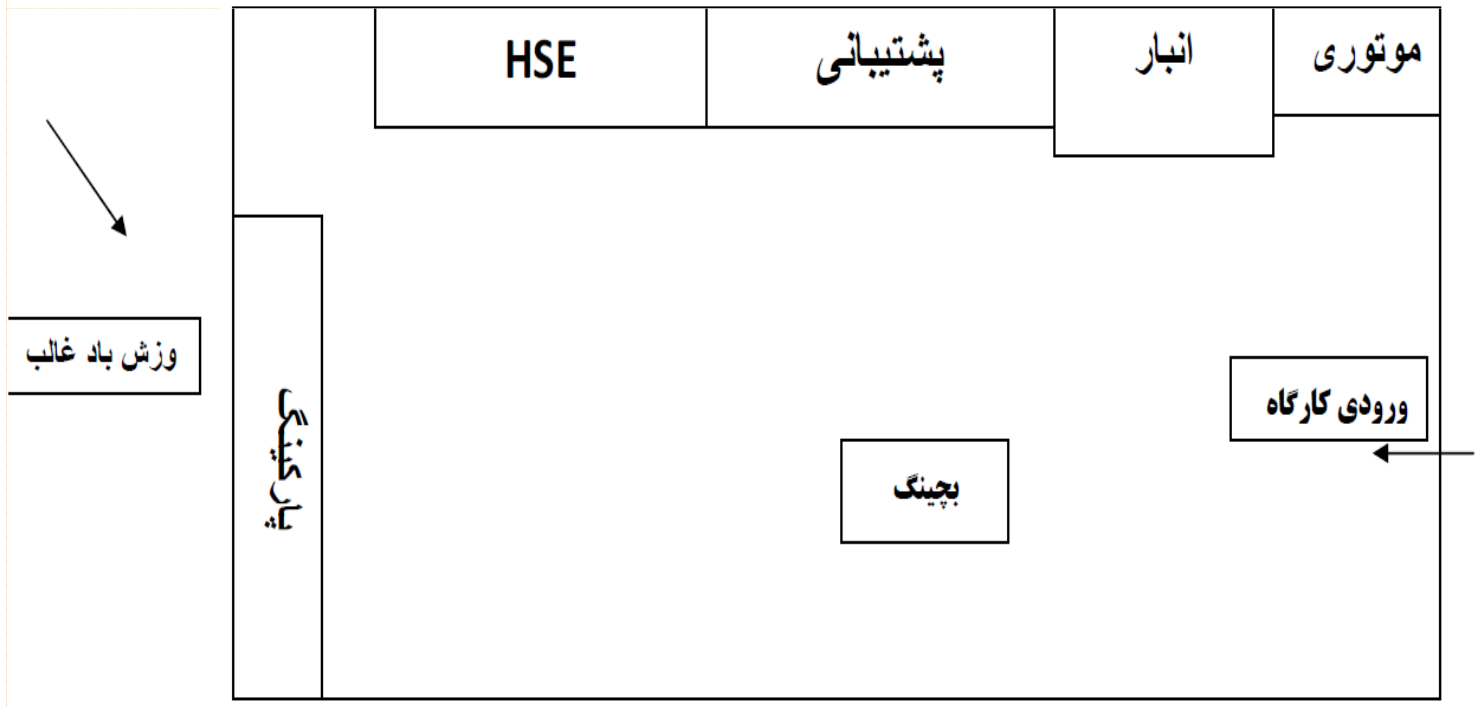 موتوری
انبار
پشتیبانی
HSE
وزش باد غالب
ورودی کارگاه
بچینگ
پارکینگ